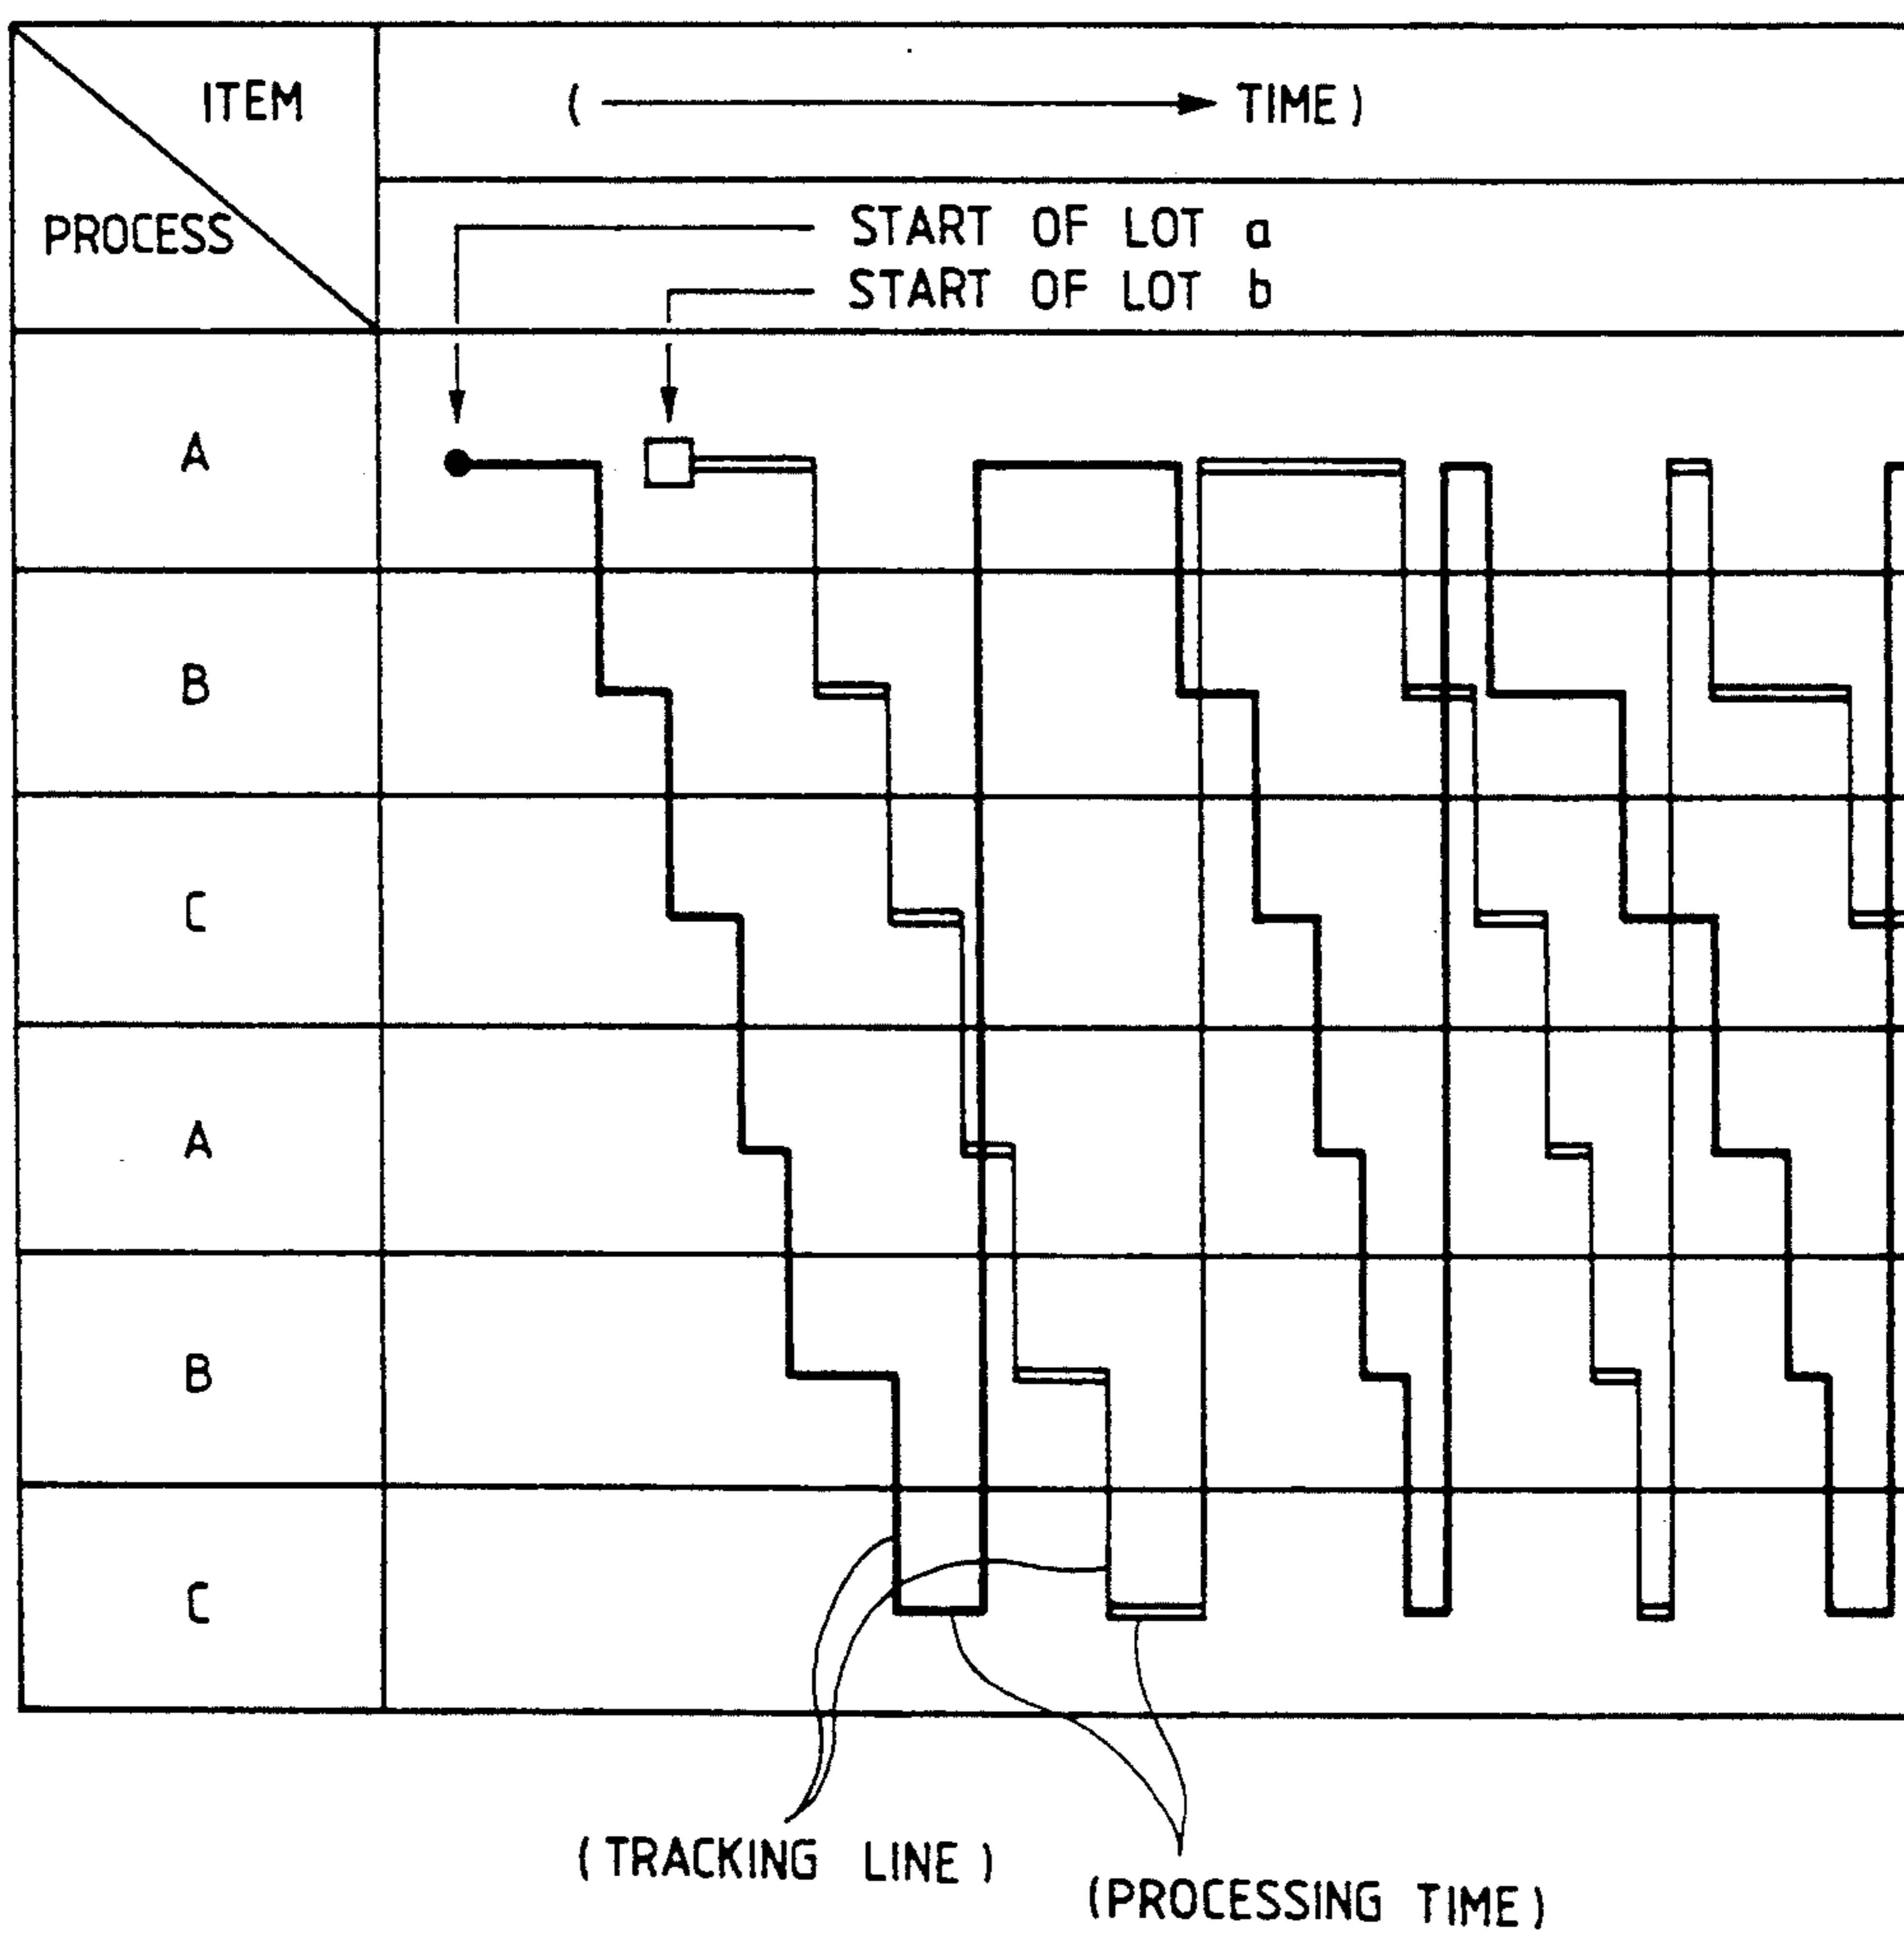 ITEM
( TIME )
PROCESS
START OF LOT a
START OF LOT b
A
B
C
A
B
C
( TRACKING LINE )
(PROCESSING TIME)